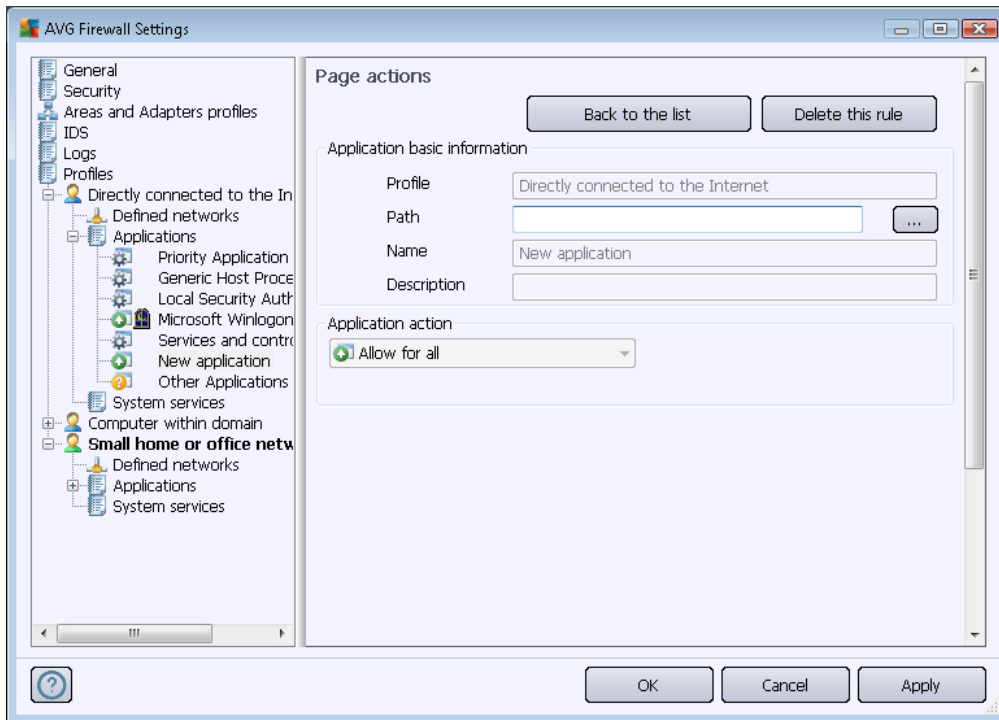 AVG Firewall Settings
General
Security
Areas and Adapters profiles
IDS
Logs
Profiles
Directly connected to the In
Defined networks
Applications
Priority Application
Generic Host Proce
Local Security Auth
Microsoft Winlogon
Services and contro
New application
Other Applications
System services
Computer within domain
Small home or office netw
Defined networks
Applications
System services
Page actions
Back to the list
Delete this rule
Application basic information
Profile
Directly connected to the Internet
Path
...
Name
New application
Description
Application action
Allow for all
OK
Cancel
Apply